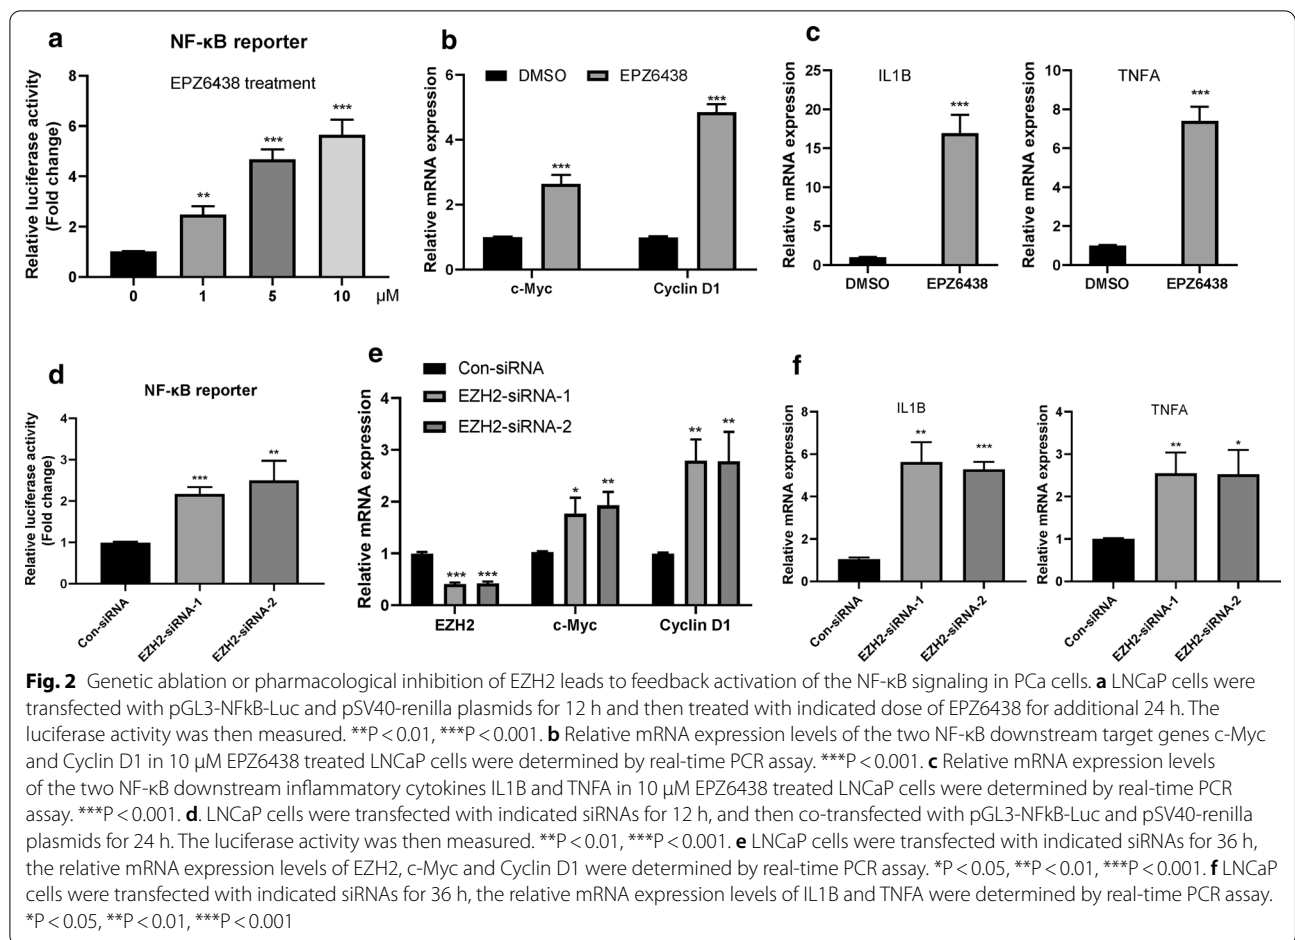 a
NF-κB reporter
EPZ6438 treatment
Relative luciferase activity
(Fold change)
8
6
4
2
0
**
***
***
0 1 5 10 μM
b
DMSO EPZ6438
Relative mRNA expression
6
4
2
0
***
***
c-Myc Cyclin D1
c
IL1B
Relative mRNA expression
25
20
15
10
5
0
***
DMSO EPZ6438
TNFA
Relative mRNA expression
10
8
6
4
2
0
***
DMSO EPZ6438
d
NF-κB reporter
Relative luciferase activity
(Fold change)
4
3
2
1
0
***
**
Con-siRNA
EZH2-siRNA-1
EZH2-siRNA-2
e
Con-siRNA
EZH2-siRNA-1
EZH2-siRNA-2
Relative mRNA expression
4
3
2
1
0
*** ***
* **
** **
EZH2 c-Myc Cyclin D1
f
IL1B
Relative mRNA expression
8
6
4
2
0
**
***
Con-siRNA
EZH2-siRNA-1
EZH2-siRNA-2
TNFA
Relative mRNA expression
4
3
2
1
0
**
*
Con-siRNA
EZH2-siRNA-1
EZH2-siRNA-2
Fig. 2 Genetic ablation or pharmacological inhibition of EZH2 leads to feedback activation of the NF-κB signaling in PCa cells. a LNCaP cells were
transfected with pGL3-NFkB-Luc and pSV40-renilla plasmids for 12 h and then treated with indicated dose of EPZ6438 for additional 24 h. The
luciferase activity was then measured. **P < 0.01, ***P < 0.001. b Relative mRNA expression levels of the two NF-κB downstream target genes c-Myc
and Cyclin D1 in 10 μM EPZ6438 treated LNCaP cells were determined by real-time PCR assay. ***P < 0.001. c Relative mRNA expression levels
of the two NF-κB downstream inflammatory cytokines IL1B and TNFA in 10 μM EPZ6438 treated LNCaP cells were determined by real-time PCR
assay. ***P < 0.001. d. LNCaP cells were transfected with indicated siRNAs for 12 h, and then co-transfected with pGL3-NFkB-Luc and pSV40-renilla
plasmids for 24 h. The luciferase activity was then measured. **P < 0.01, ***P < 0.001. e LNCaP cells were transfected with indicated siRNAs for 36 h,
the relative mRNA expression levels of EZH2, c-Myc and Cyclin D1 were determined by real-time PCR assay. *P < 0.05, **P < 0.01, ***P < 0.001. f LNCaP
cells were transfected with indicated siRNAs for 36 h, the relative mRNA expression levels of IL1B and TNFA were determined by real-time PCR assay.
*P < 0.05, **P < 0.01, ***P < 0.001